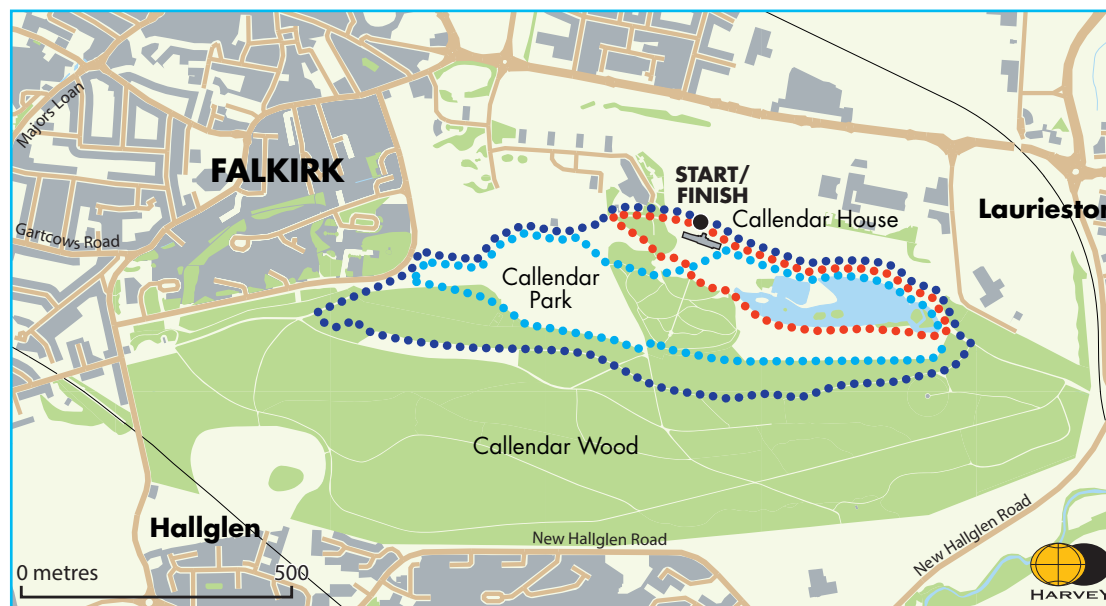 Majors Loan
FALKIRK
START/
FINISH
Callendar House
Laurieston
Gartcows Road
Callendar
Park
Callendar Wood
Hallglen
New Hallglen Road
New Hallglen Road
0 metres
500
HARVEY